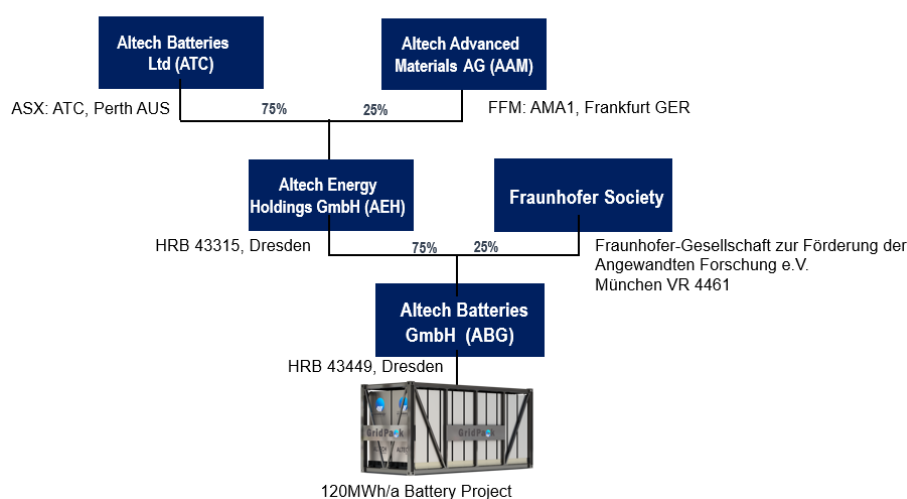 Altech Batteries
Ltd (ATC)
Altech Advanced
Materials AG (AAM)
ASX: ATC, Perth AUS
75%
25%
FFM: AMA1, Frankfurt GER
Altech Energy
Holdings GmbH (AEH)
Fraunhofer Society
HRB 43315, Dresden
75%
25%
Fraunhofer-Gesellschaft zur Förderung der
Angewandten Forschung e.V.
München VR 4461
Altech Batteries
GmbH (ABG)
HRB 43449, Dresden
GridPack
GridPack
120MWh/a Battery Project